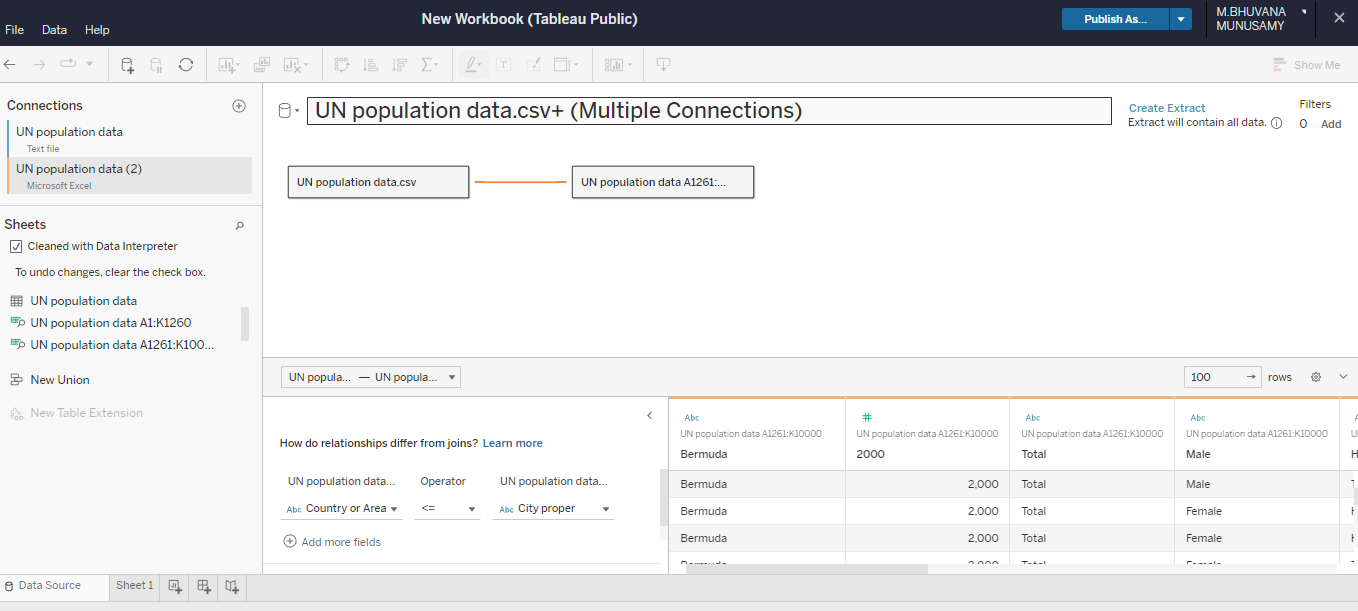 New Workbook (Tableau Public)
Publish As...
M.BHUVANA
MUNUSAMY
File Data Help
Show Me
Connections
UN population data
Text file
UN population data (2)
Microsoft Excel
Sheets
Cleaned with Data Interpreter
To undo changes, clear the check box.
UN population data
UN population data A1:K1260
UN population data A1261:K100...
New Union
New Table Extension
UN population data.csv+ (Multiple Connections)
Create Extract
Extract will contain all data.
Filters
0 Add
UN population data.csv
UN population data A1261:...
UN popula... — UN popula...
100 rows
How do relationships differ from joins? Learn more
UN population data... Operator UN population data...
Abc Country or Area <= Abc City proper
Add more fields
Abc # Abc Abc
UN population data A1261:K10000 UN population data A1261:K10000 UN population data A1261:K10000 UN population data A1261:K10000
Bermuda 2000 Total Male
Bermuda 2,000 Total Male
Bermuda 2,000 Total Female
Bermuda 2,000 Total Female
Bermuda 2,000 Total Female
Data Source Sheet 1